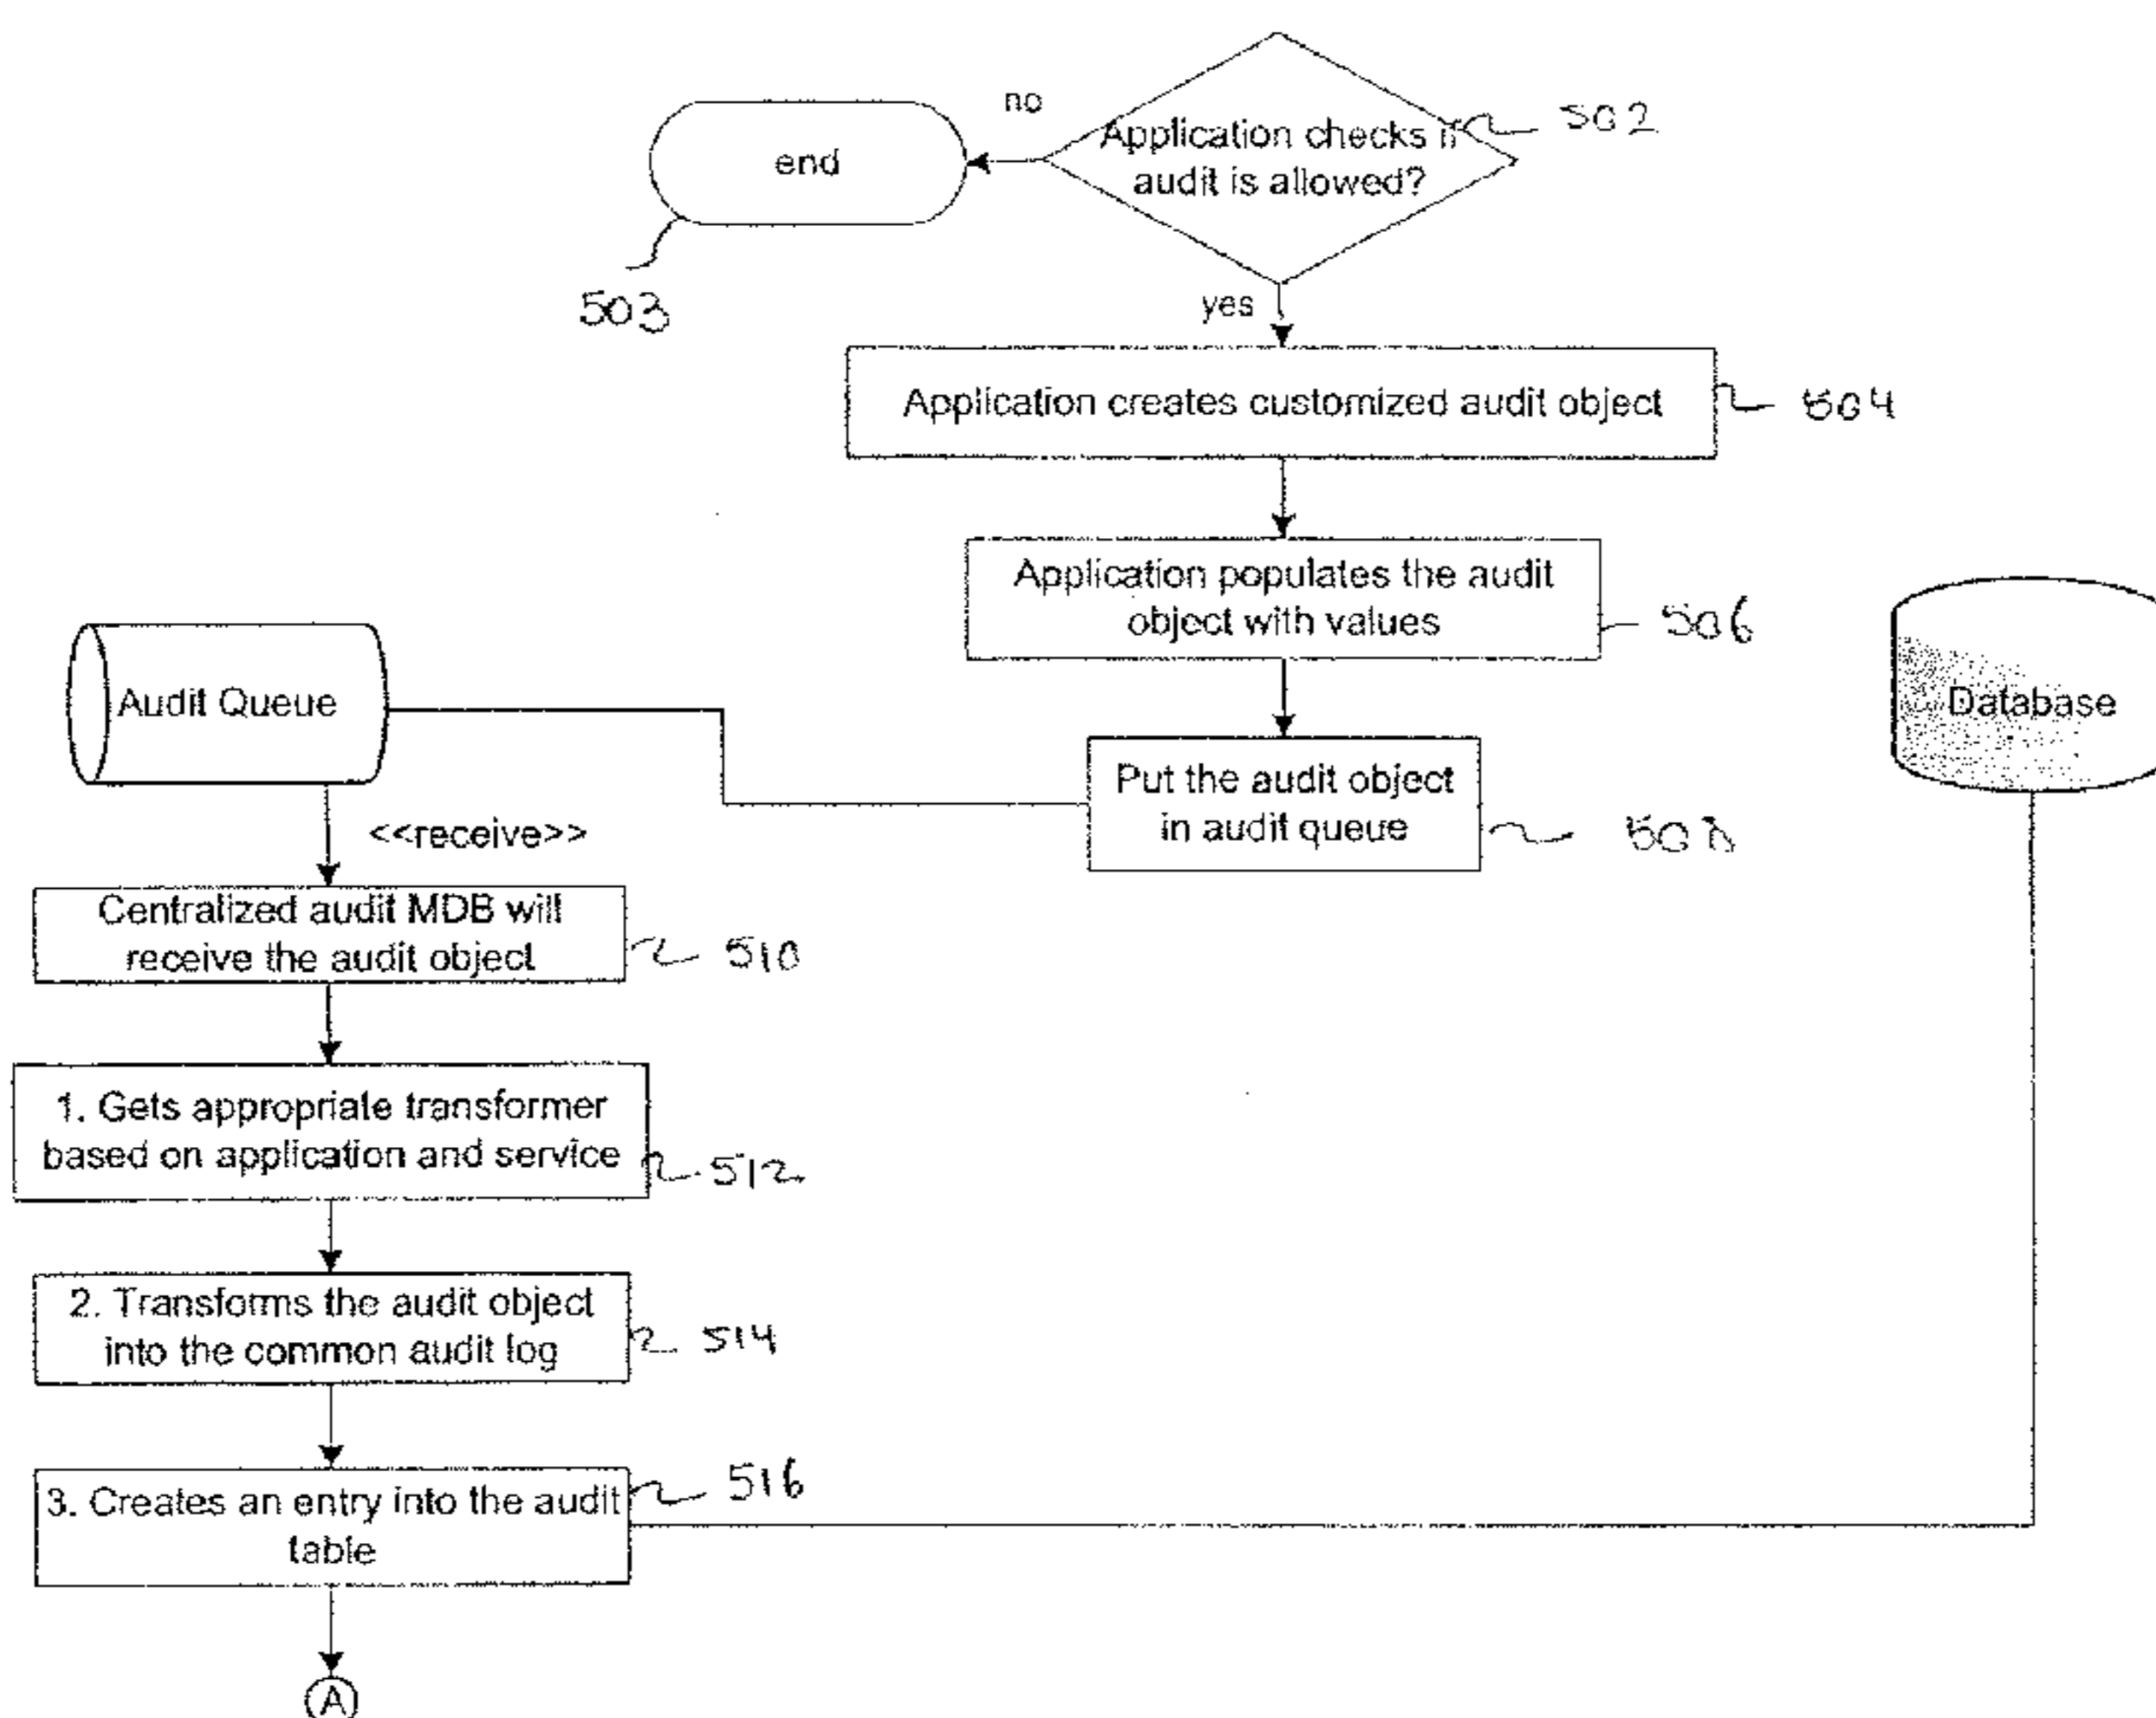 no
Application checks if
audit is allowed?
502
end
503
yes
Application creates customized audit object
504
Application populates the audit
object with values
506
Audit Queue
Database
Put the audit object
in audit queue
508
<<receive>>
Centralized audit MDB will
receive the audit object
510
1. Gets appropriate transformer
based on application and service
512
2. Transforms the audit object
into the common audit log
514
3. Creates an entry into the audit
table
516
A